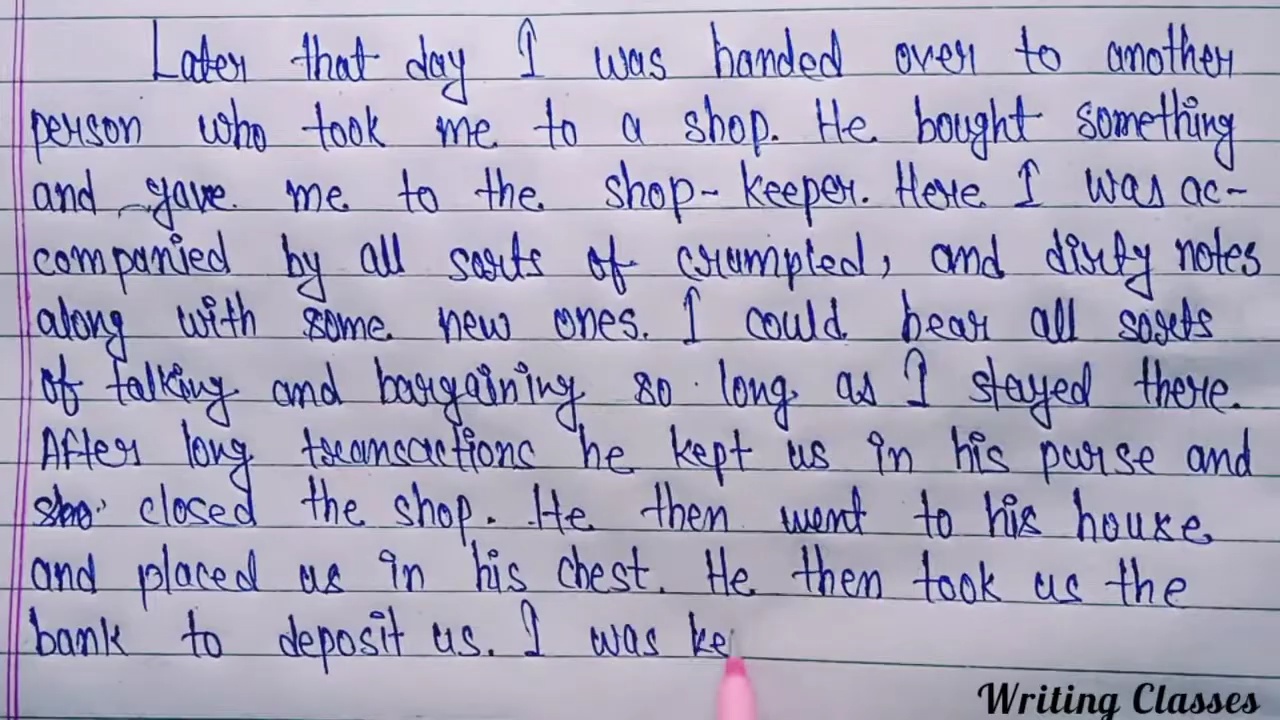 Later that day I was handed over to another
person who took me to a shop. He bought something
and gave me to the shop-keeper. Here I was ac-
companied by all sorts of crumpled, and dirty notes
along with some new ones. I could hear all sorts
of talking and bargaining so long as I stayed there.
After long transactions he kept us in his purse and
closed the shop. He then went to his house
and placed us in his chest. He then took us the
bank to deposit us. I was ke
Writing Classes